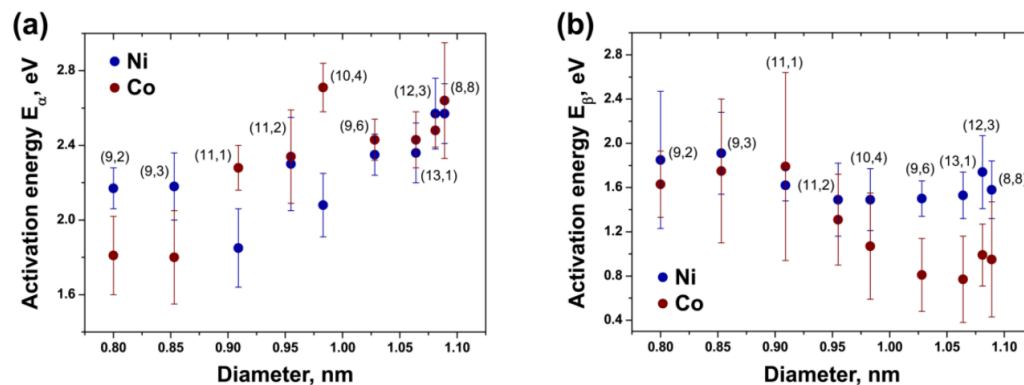 (a)
Activation energy Eα, eV
2.8
2.4
2.0
1.6
Ni
Co
(9,2)
(9,3)
(11,1)
(11,2)
(10,4)
(9,6)
(12,3)
(13,1)
(8,8)
0.80 0.85 0.90 0.95 1.00 1.05 1.10
Diameter, nm
(b)
Activation energy Eβ, eV
2.8
2.4
2.0
1.6
1.2
0.8
0.4
(9,2)
(9,3)
(11,1)
(11,2)
(10,4)
(9,6)
(13,1)
(12,3)
(8,8)
Ni
Co
0.80 0.85 0.90 0.95 1.00 1.05 1.10
Diameter, nm